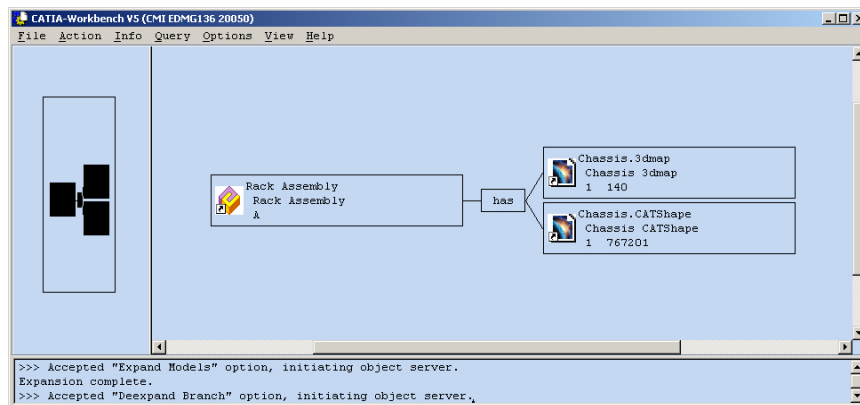 CATIA-Workbench V5 (CMI EDMG136 20050)
File Action Info Query Options View Help
Rack Assembly
Rack Assembly
A
has
Chassis.3dmap
Chassis 3dmap
1 140
Chassis.CATShape
Chassis CATShape
1 767201
>>> Accepted "Expand Models" option, initiating object server.
Expansion complete.
>>> Accepted "Deexpand Branch" option, initiating object server.